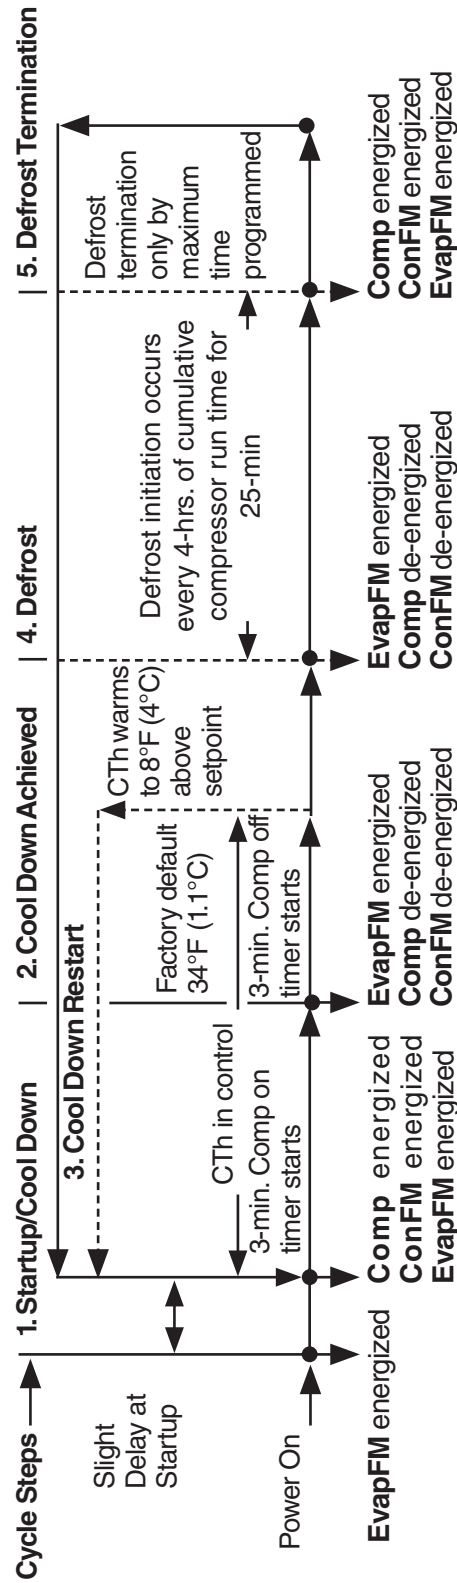 Cycle Steps
1. Startup/Cool Down
2. Cool Down Achieved
4. Defrost
5. Defrost Termination
3. Cool Down Restart
Slight
Delay at
Startup
Factory default
34°F (1.1°C)
CTh warms
to 8°F (4°C)
above
setpoint
Defrost initiation occurs
every 4-hrs. of cumulative
compressor run time for
25-min
Defrost
termination
only by
maximum
time
programmed
CTh in control
3-min. Comp on
timer starts
3-min. Comp off
timer starts
Power On
EvapFM energized
Comp energized
ConFM energized
EvapFM energized
EvapFM energized
Comp de-energized
ConFM de-energized
EvapFM energized
Comp de-energized
ConFM de-energized
Comp energized
ConFM energized
EvapFM energized